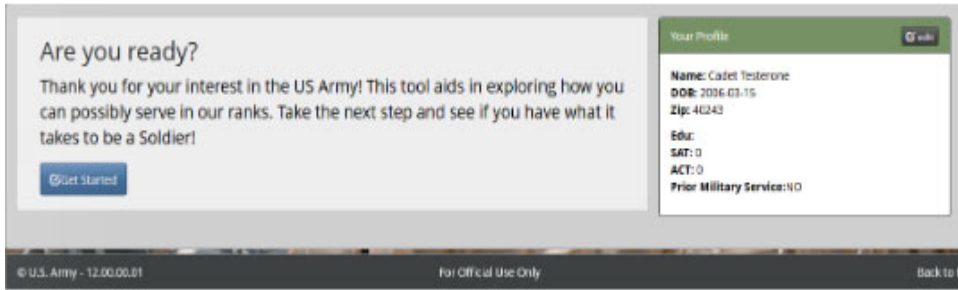 Are you ready?
Thank you for your interest in the US Army! This tool aids in exploring how you
can possibly serve in our ranks. Take the next step and see if you have what it
takes to be a Soldier!
Get Started
Your Profile
edit
Name: Cadet Testerone
DOB: 2006-03-15
Zip: 40243
Edu:
SAT: 0
ACT: 0
Prior Military Service:NO
© U.S. Army - 12.00.00.01
For Official Use Only
Back to